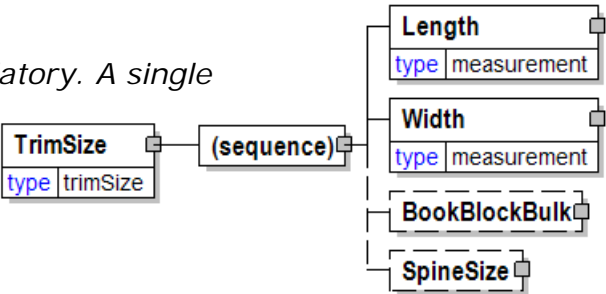 Length
type measurement
atory. A single
Width
TrimSize
(sequence)
type measurement
type trimSize
BookBlockBulk
SpineSize